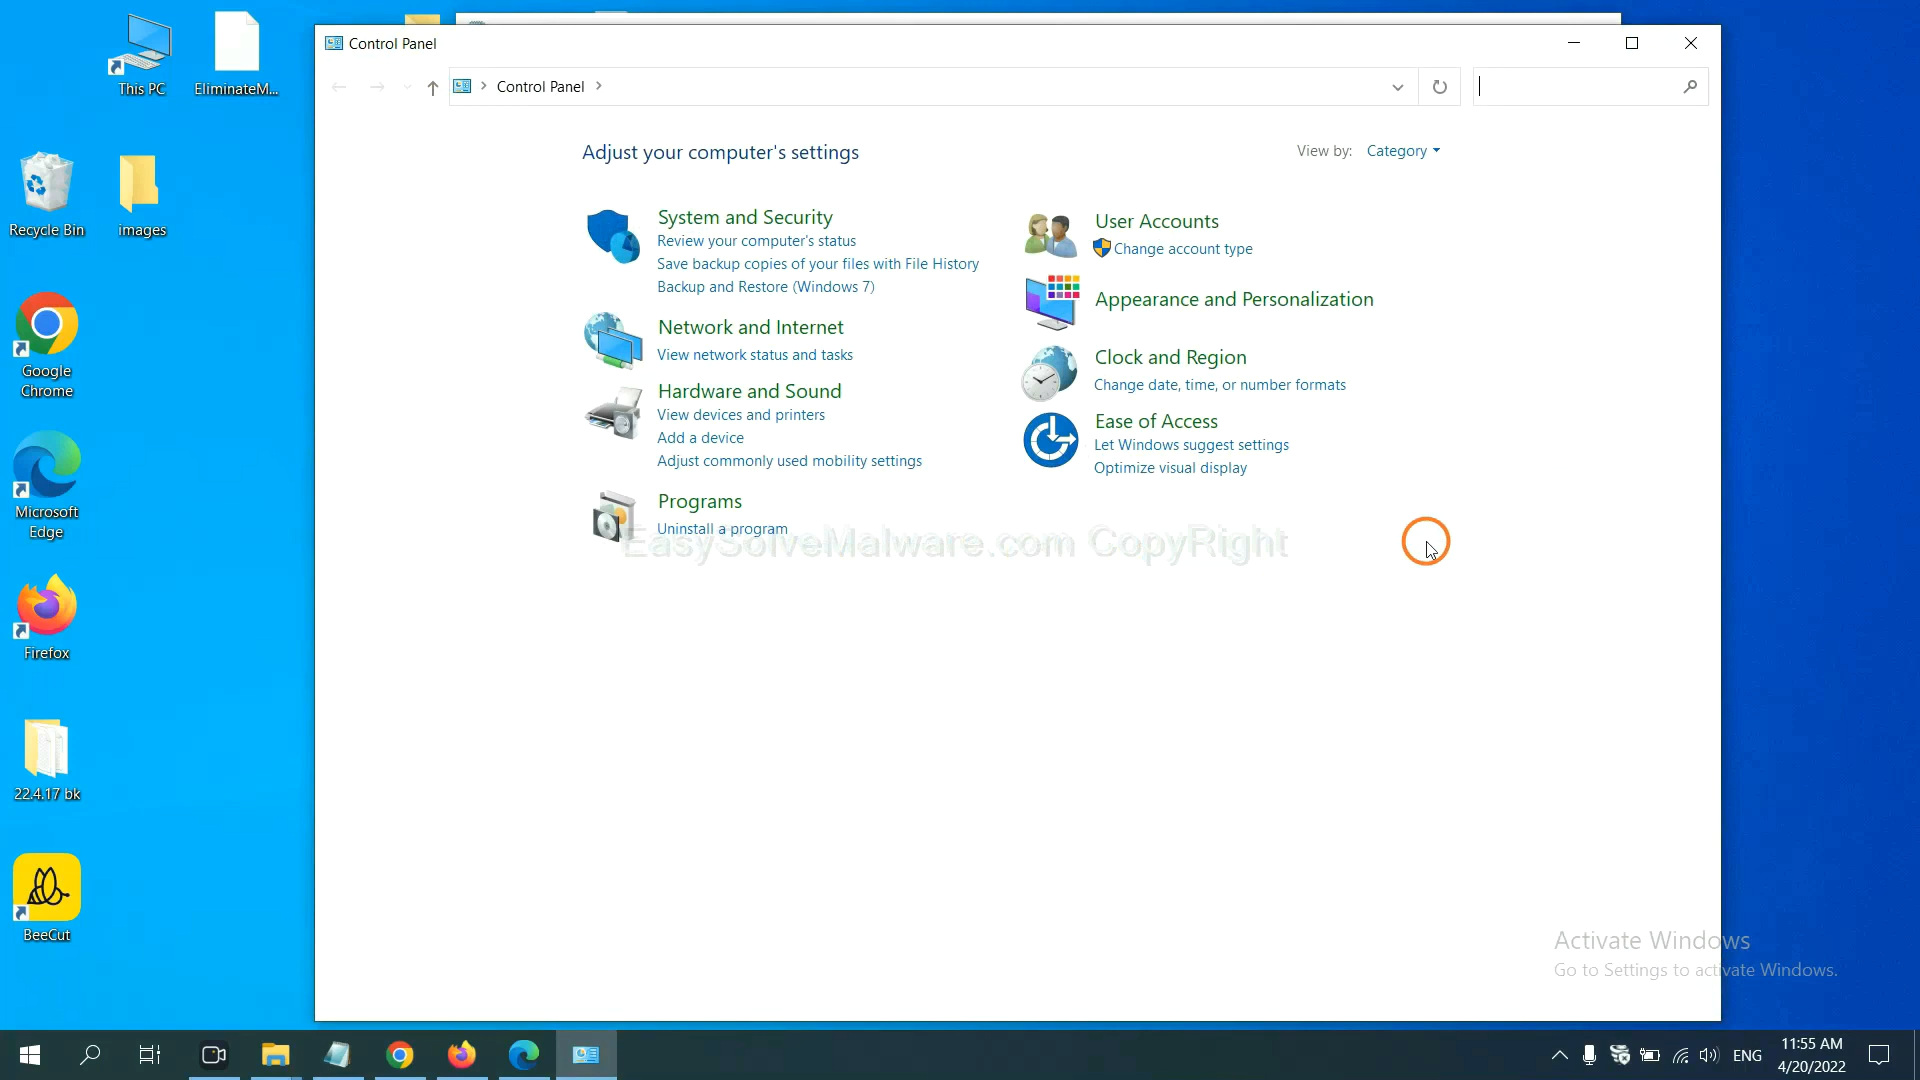 This PC
EliminateM...
Recycle Bin
images
Google
Chrome
Microsoft
Edge
Firefox
22.4.17 bk
BeeCut
Control Panel
Control Panel
Adjust your computer's settings
View by: Category
System and Security
Review your computer's status
Save backup copies of your files with File History
Backup and Restore (Windows 7)
Network and Internet
View network status and tasks
Hardware and Sound
View devices and printers
Add a device
Adjust commonly used mobility settings
Programs
Uninstall a program
User Accounts
Change account type
Appearance and Personalization
Clock and Region
Change date, time, or number formats
Ease of Access
Let Windows suggest settings
Optimize visual display
EasySolveMalware.com CopyRight
Activate Windows
Go to Settings to activate Windows.
ENG
11:55 AM
4/20/2022